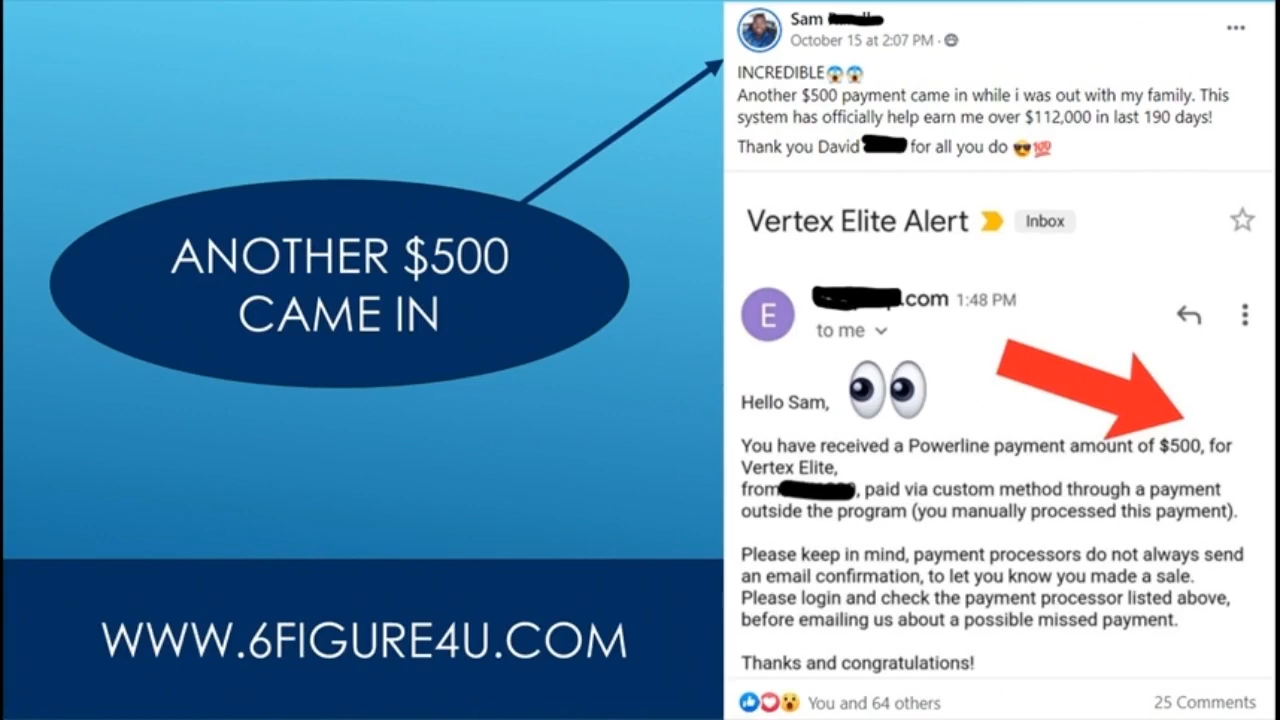 ANOTHER $500
CAME IN
WWW.6FIGURE4U.COM
Sam
October 15 at 2:07 PM ·
INCREDIBLE😱😱
Another $500 payment came in while i was out with my family. This
system has officially help earn me over $112,000 in last 190 days!
Thank you David for all you do 😎💯
Vertex Elite Alert Inbox
E
.com 1:48 PM
to me
Hello Sam,
You have received a Powerline payment amount of $500, for
Vertex Elite,
from , paid via custom method through a payment
outside the program (you manually processed this payment).
Please keep in mind, payment processors do not always send
an email confirmation, to let you know you made a sale.
Please login and check the payment processor listed above,
before emailing us about a possible missed payment.
Thanks and congratulations!
You and 64 others
25 Comments